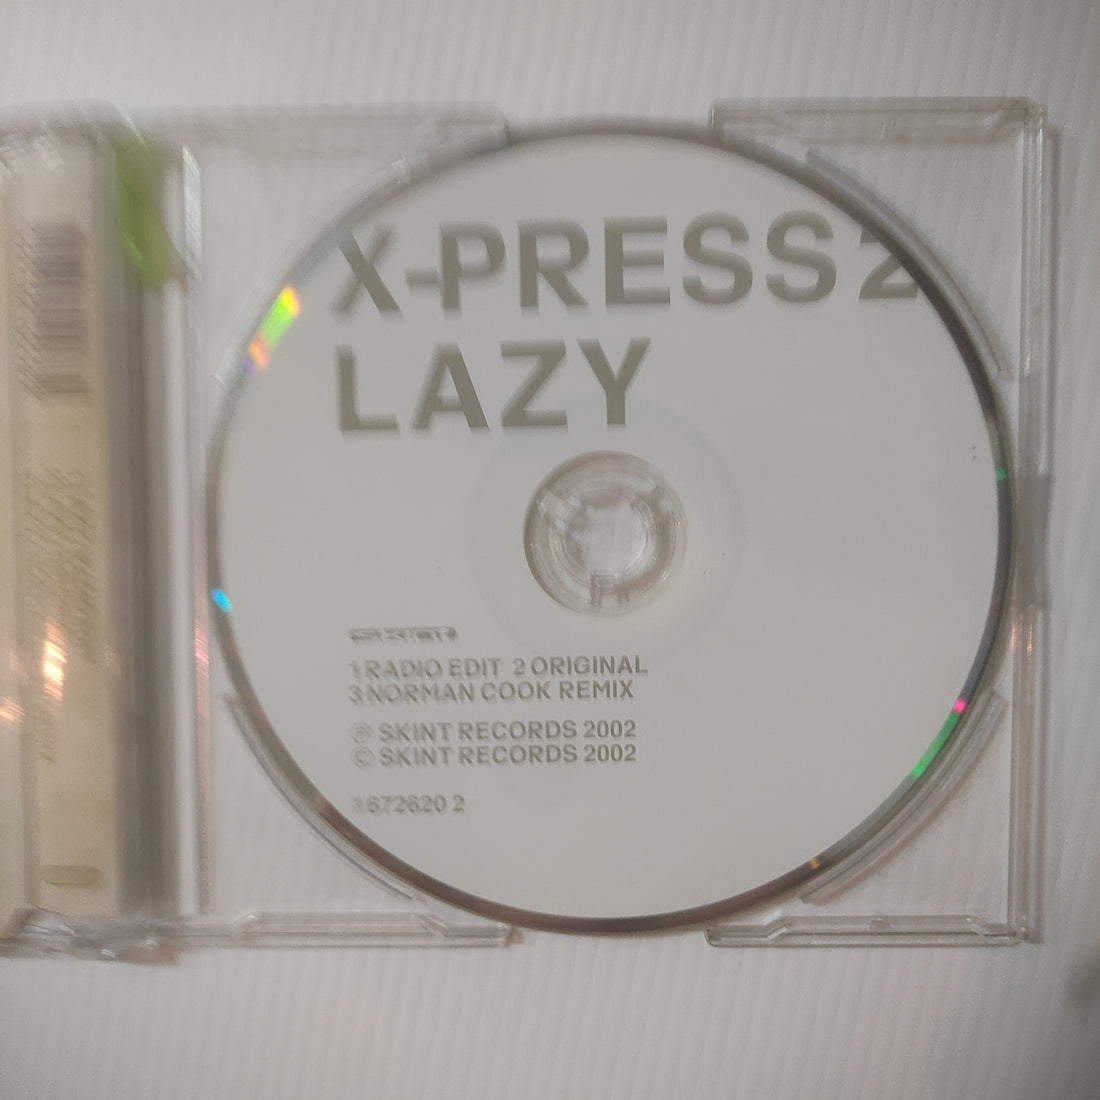 X-PRESS 2
LAZY
SKINT
1 RADIO EDIT 2 ORIGINAL
3 NORMAN COOK REMIX
℗ SKINT RECORDS 2002
© SKINT RECORDS 2002
672620 2